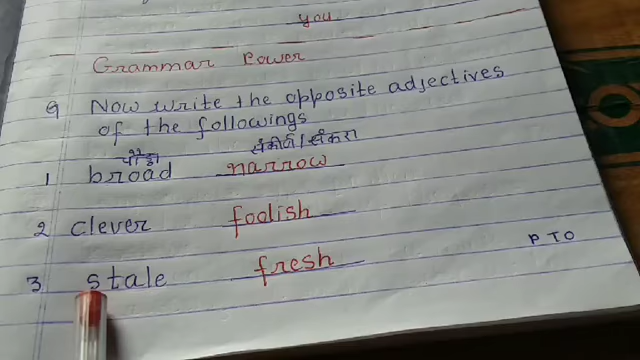 you
Grammar Power
Q Now write the opposite adjectives
of the followings
चौड़ा संकीर्ण/संकरा
1 broad narrow
2 clever foolish
3 stale fresh
P TO